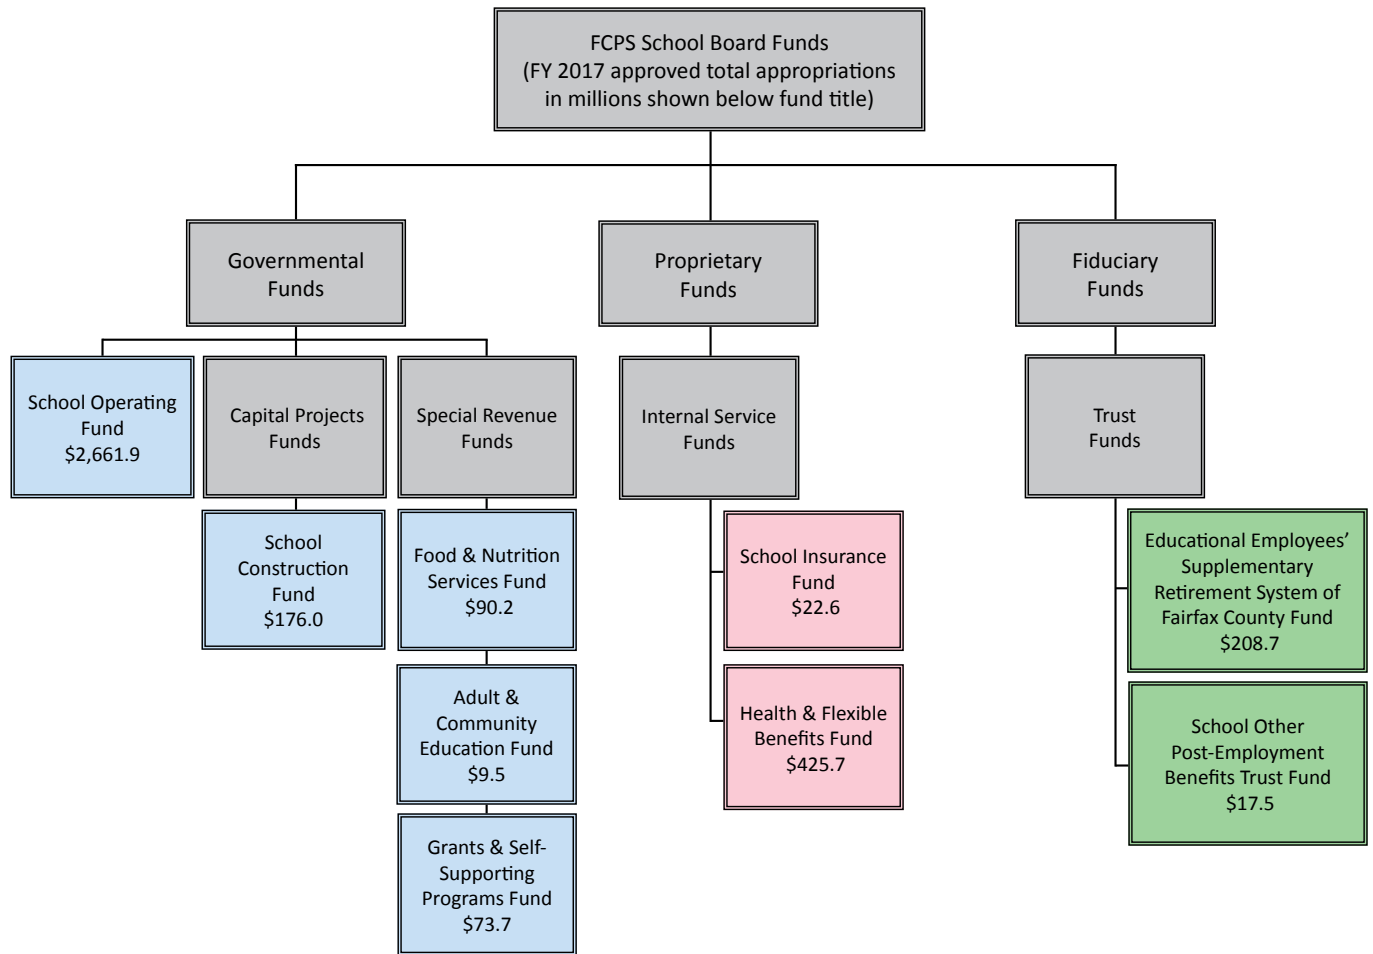 FCPS School Board Funds
(FY 2017 approved total appropriations
in millions shown below fund title)
Governmental
Funds
Proprietary
Funds
Fiduciary
Funds
School Operating
Fund
$2,661.9
Capital Projects
Funds
Special Revenue
Funds
Internal Service
Funds
Trust
Funds
School
Construction
Fund
$176.0
Food & Nutrition
Services Fund
$90.2
Adult &
Community
Education Fund
$9.5
Grants & Self-
Supporting
Programs Fund
$73.7
School Insurance
Fund
$22.6
Health & Flexible
Benefits Fund
$425.7
Educational Employees’
Supplementary
Retirement System of
Fairfax County Fund
$208.7
School Other
Post-Employment
Benefits Trust Fund
$17.5